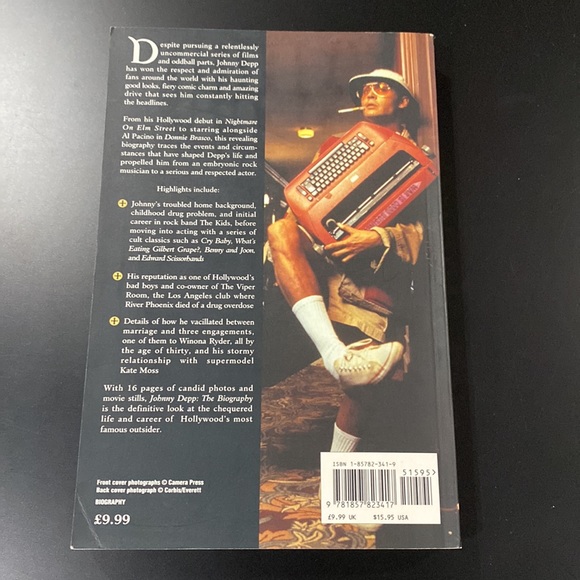 Despite pursuing a relentlessly
uncommercial series of films
and oddball parts, Johnny Depp
has won the respect and admiration of
fans around the world with his haunting
good looks, fiery comic charm and amazing
drive that sees him constantly hitting
the headlines.
From his Hollywood debut in Nightmare
On Elm Street to starring alongside
Al Pacino in Donnie Brasco, this revealing
biography traces the events and circum-
stances that have shaped Depp's life and
propelled him from an embryonic rock
musician to a serious and respected actor.
Highlights include:
Johnny's troubled home background,
childhood drug problem, and initial
career in rock band The Kids, before
moving into acting with a series of
cult classics such as Cry Baby, What's
Eating Gilbert Grape?, Benny and Joon,
and Edward Scissorhands
His reputation as one of Hollywood's
bad boys and co-owner of The Viper
Room, the Los Angeles club where
River Phoenix died of a drug overdose
Details of how he vacillated between
marriage and three engagements,
one of them to Winona Ryder, all by
the age of thirty, and his stormy
relationship with supermodel
Kate Moss
With 16 pages of candid photos and
movie stills, Johnny Depp: The Biography
is the definitive look at the chequered
life and career of Hollywood's most
famous outsider.
Front cover photographs © Camera Press
Back cover photograph © Corbis/Everett
BIOGRAPHY
£9.99
ISBN 1-85782-341-9
51595
9 781857 823417
£9.99 UK $15.95 USA